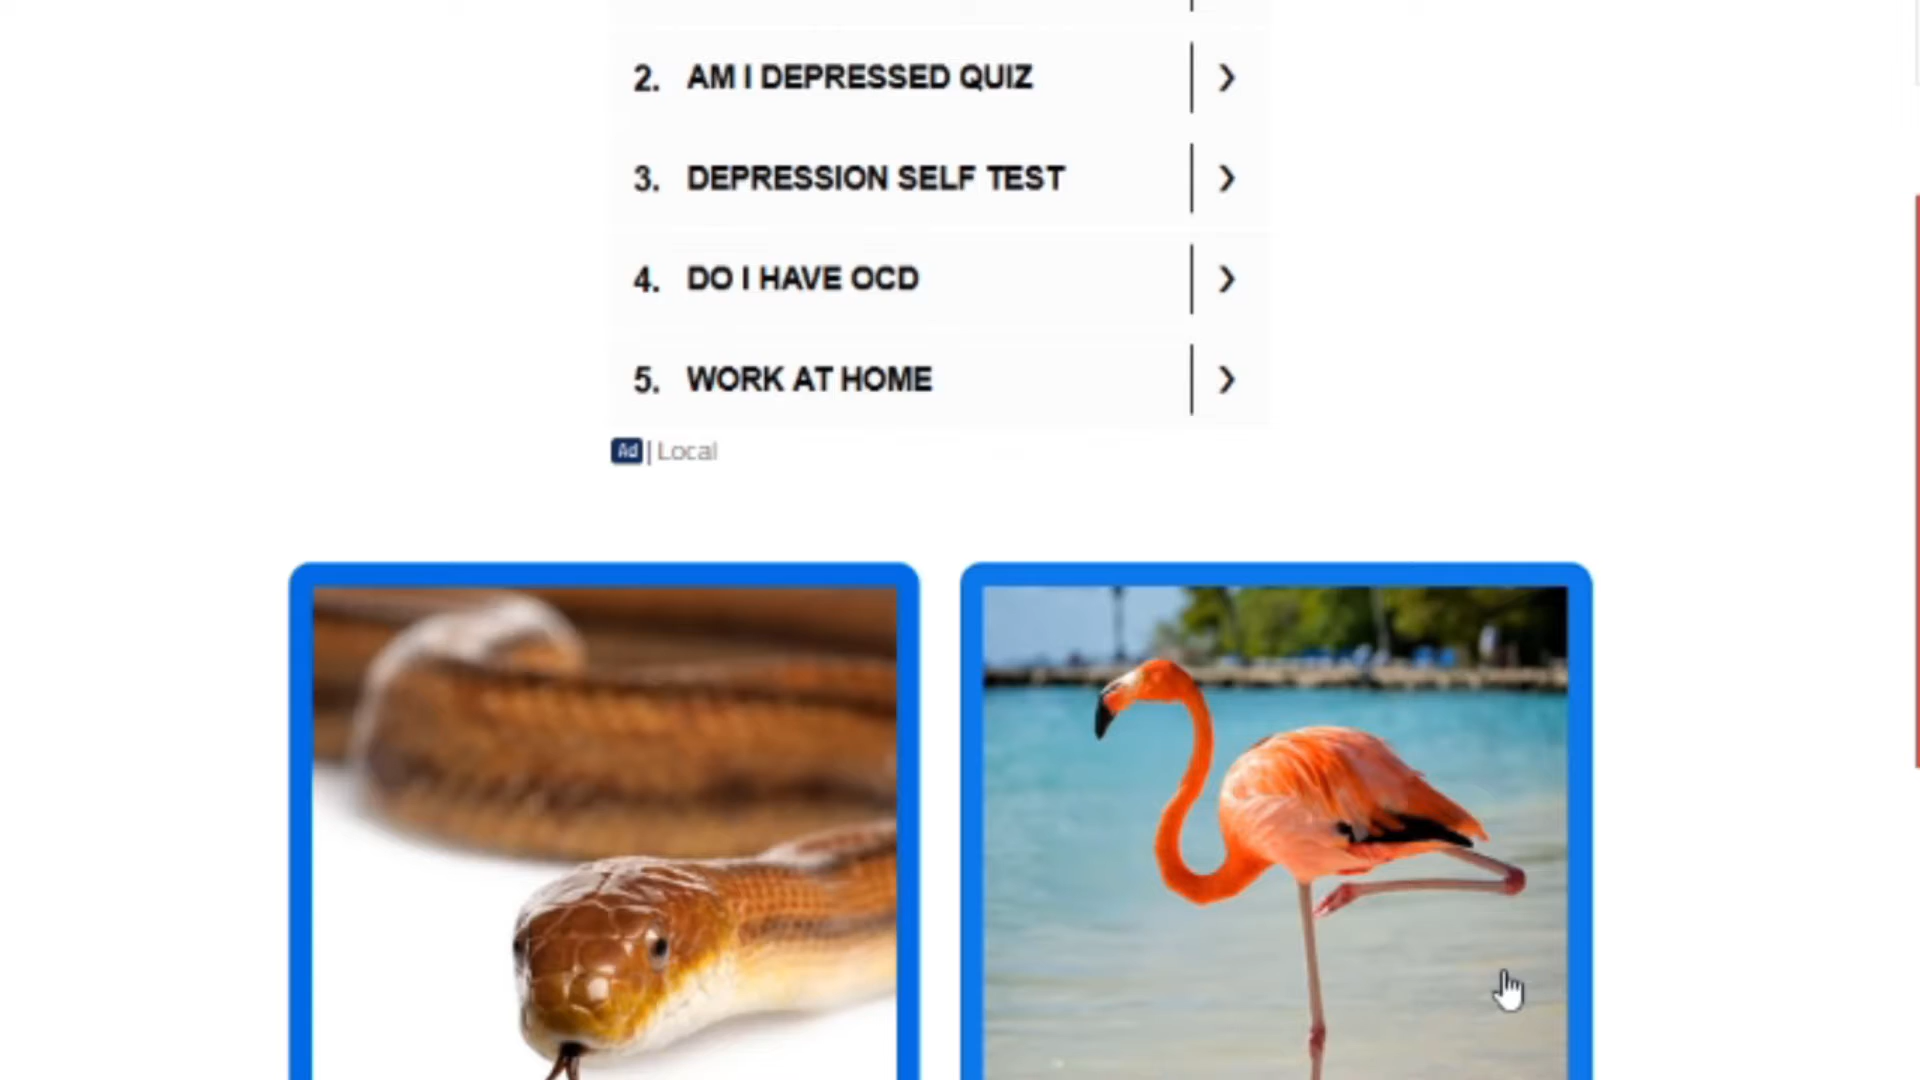 2. AM I DEPRESSED QUIZ
3. DEPRESSION SELF TEST
4. DO I HAVE OCD
5. WORK AT HOME
Ad | Local